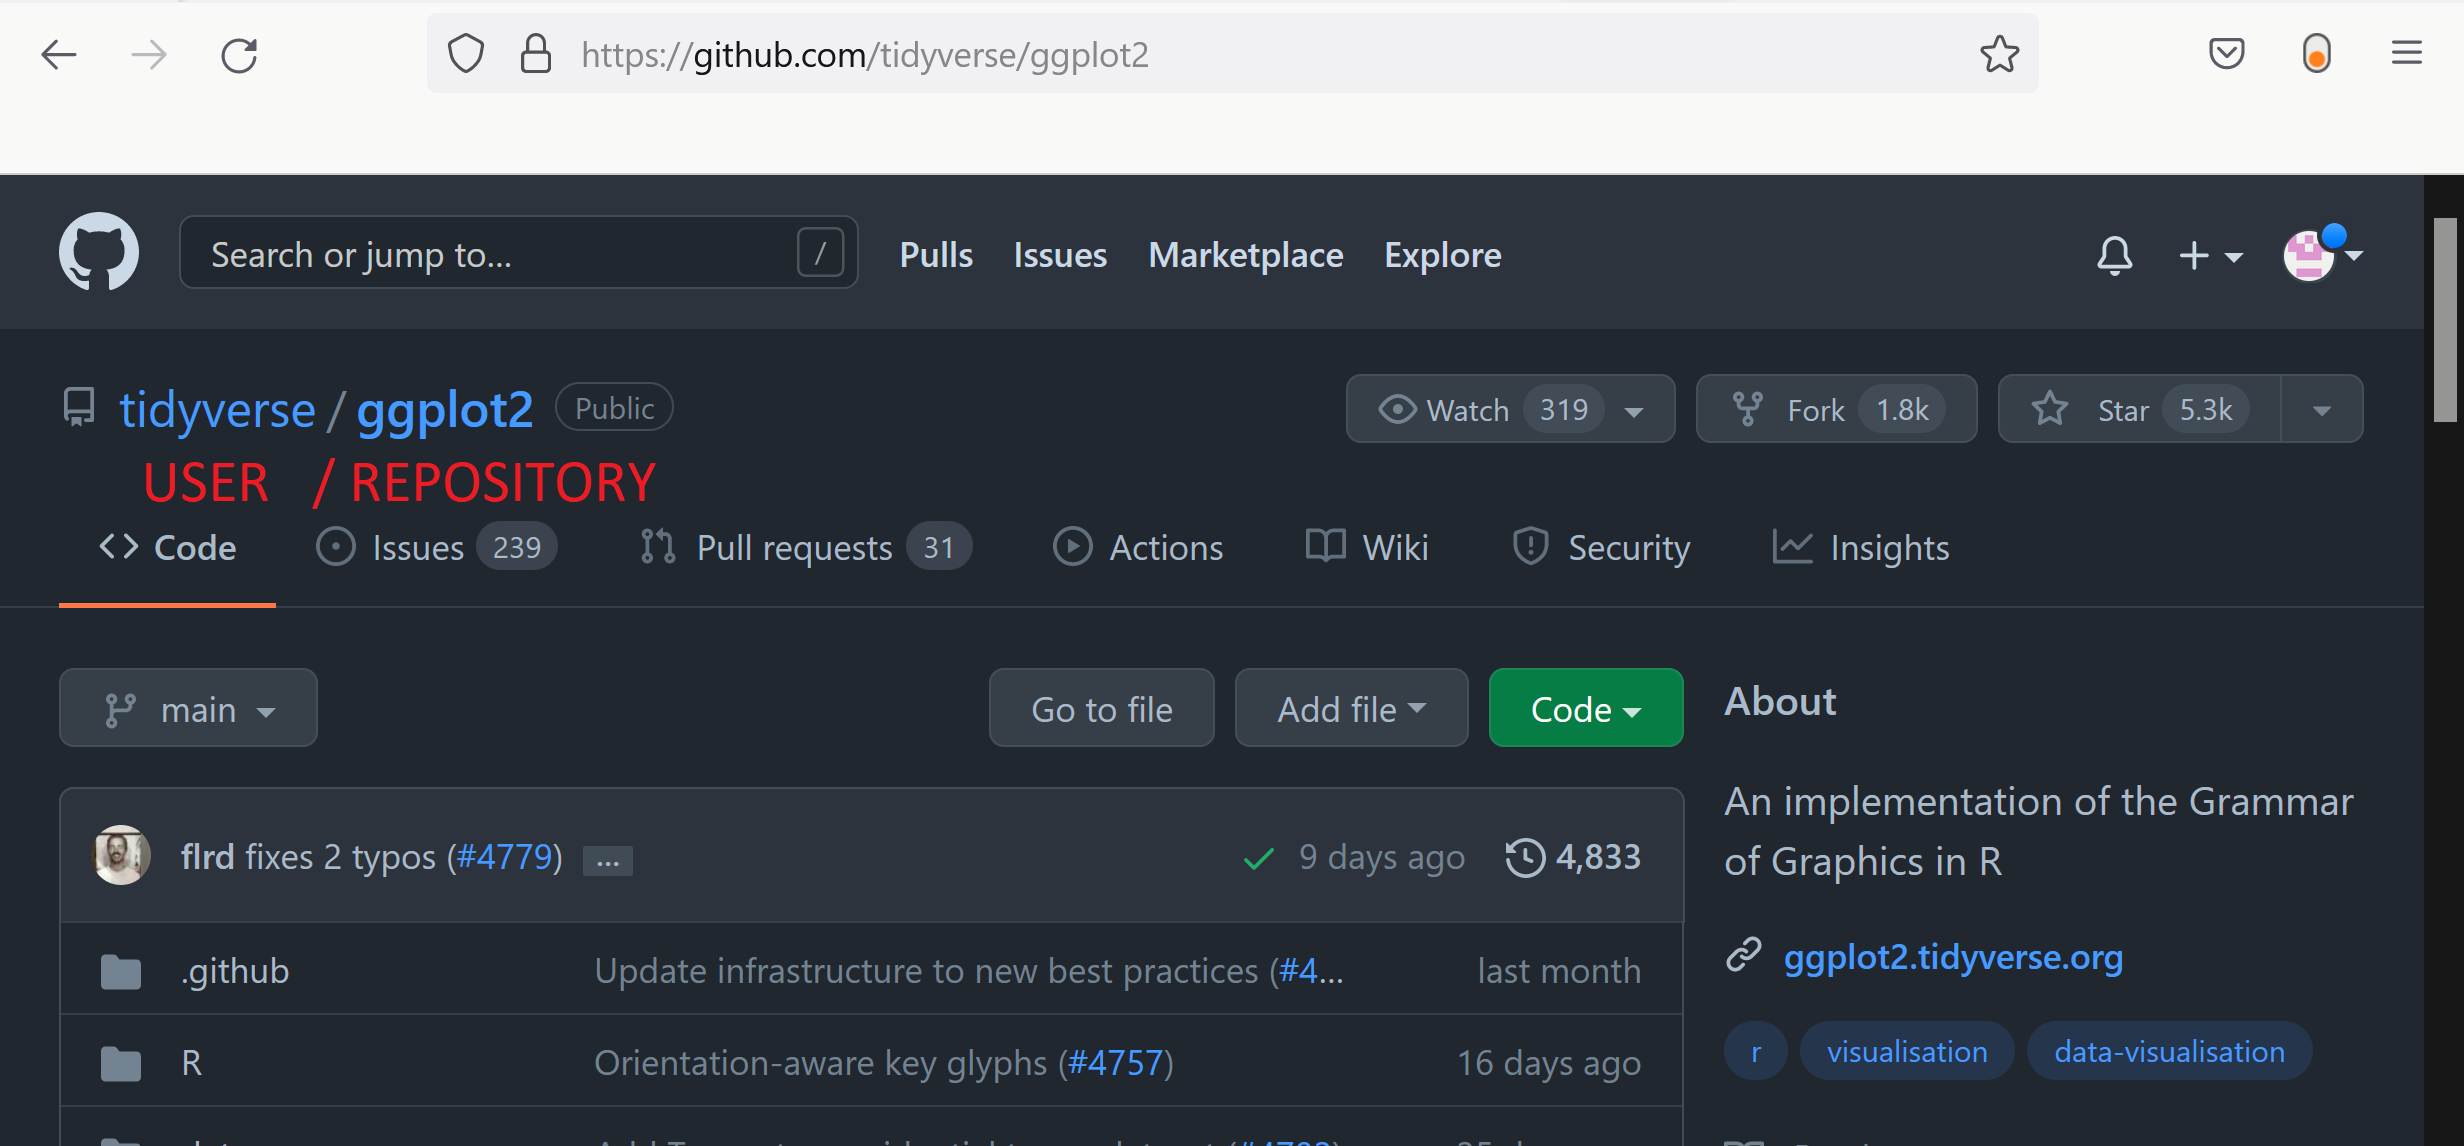 https://github.com/tidyverse/ggplot2
Search or jump to... / Pulls Issues Marketplace Explore
tidyverse / ggplot2 Public Watch 319 Fork 1.8k Star 5.3k
USER / REPOSITORY
Code Issues 239 Pull requests 31 Actions Wiki Security Insights
main Go to file Add file Code
About
An implementation of the Grammar
of Graphics in R
ggplot2.tidyverse.org
r visualisation data-visualisation
flrd fixes 2 typos (#4779) ... 9 days ago 4,833
.github Update infrastructure to new best practices (#4... last month
R Orientation-aware key glyphs (#4757) 16 days ago